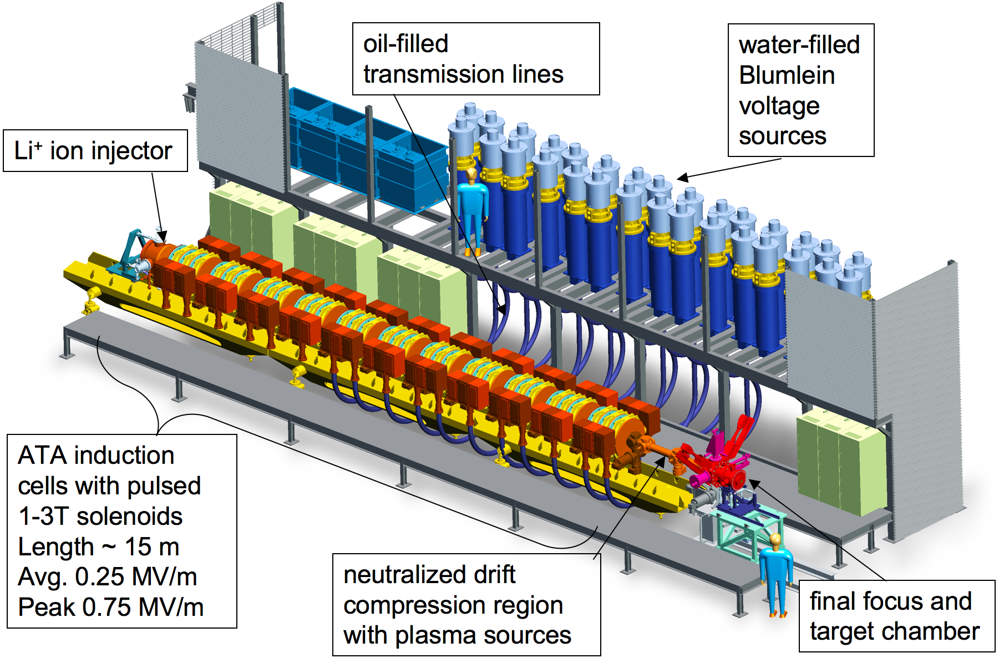 oil-filled
transmission lines
water-filled
Blumlein
voltage
sources
Li⁺ ion injector
ATA induction
cells with pulsed
1-3T solenoids
Length ~ 15 m
Avg. 0.25 MV/m
Peak 0.75 MV/m
neutralized drift
compression region
with plasma sources
final focus and
target chamber